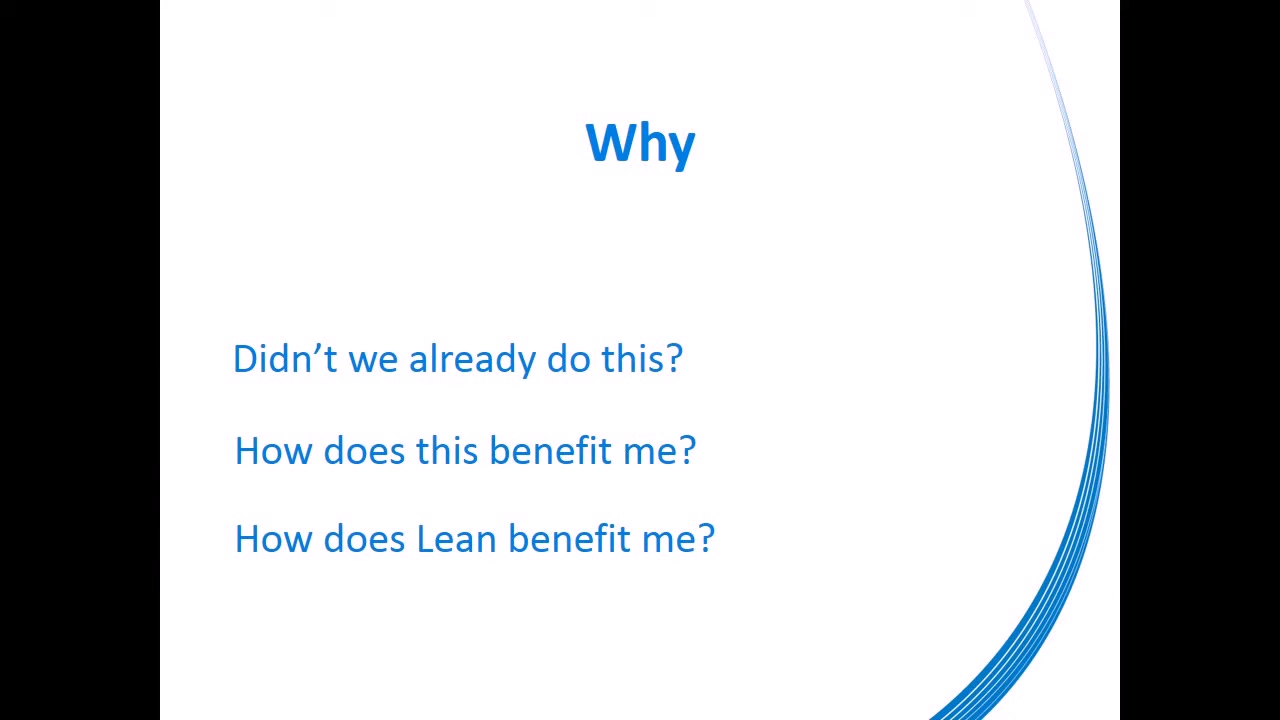 Why
Didn’t we already do this?
How does this benefit me?
How does Lean benefit me?